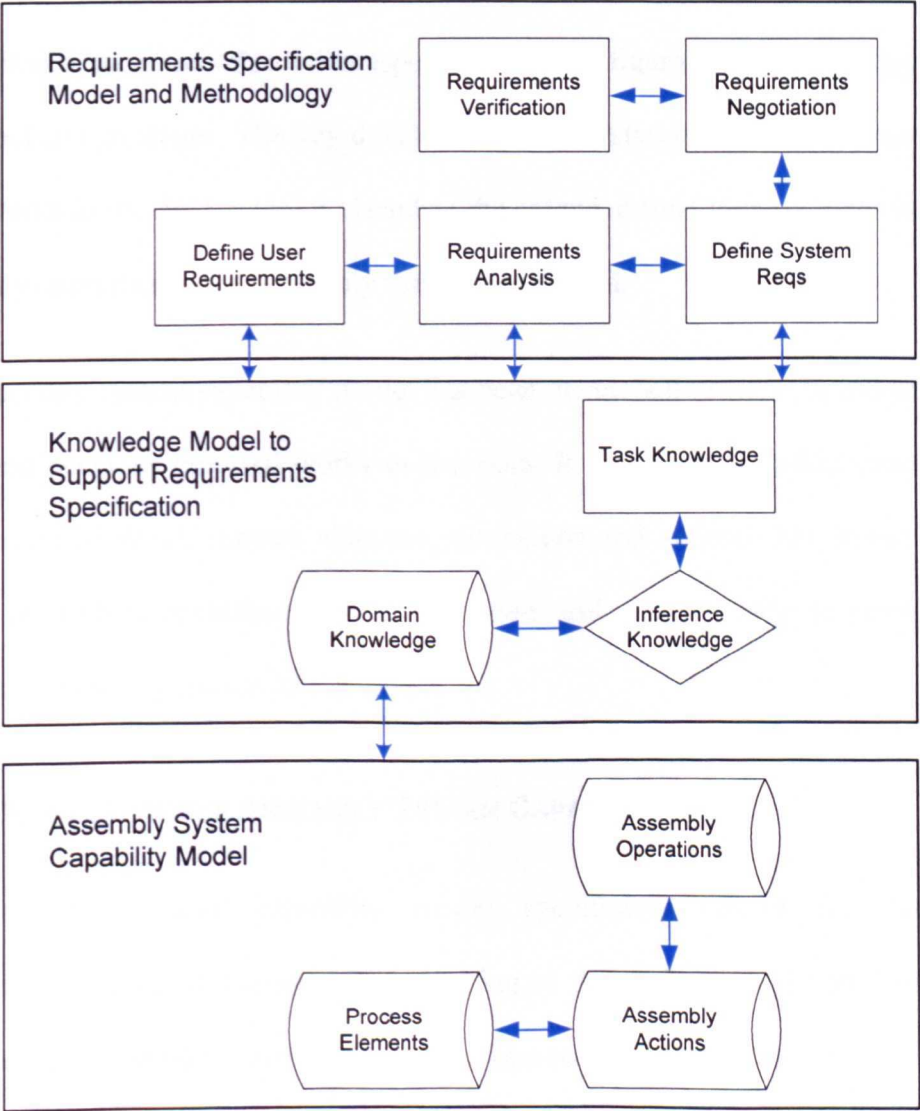 Requirements Specification
Model and Methodology
Requirements
Verification
Requirements
Negotiation
Define User
Requirements
Requirements
Analysis
Define System
Reqs
Knowledge Model to
Support Requirements
Specification
Task Knowledge
Domain
Knowledge
Inference
Knowledge
Assembly System
Capability Model
Assembly
Operations
Process
Elements
Assembly
Actions